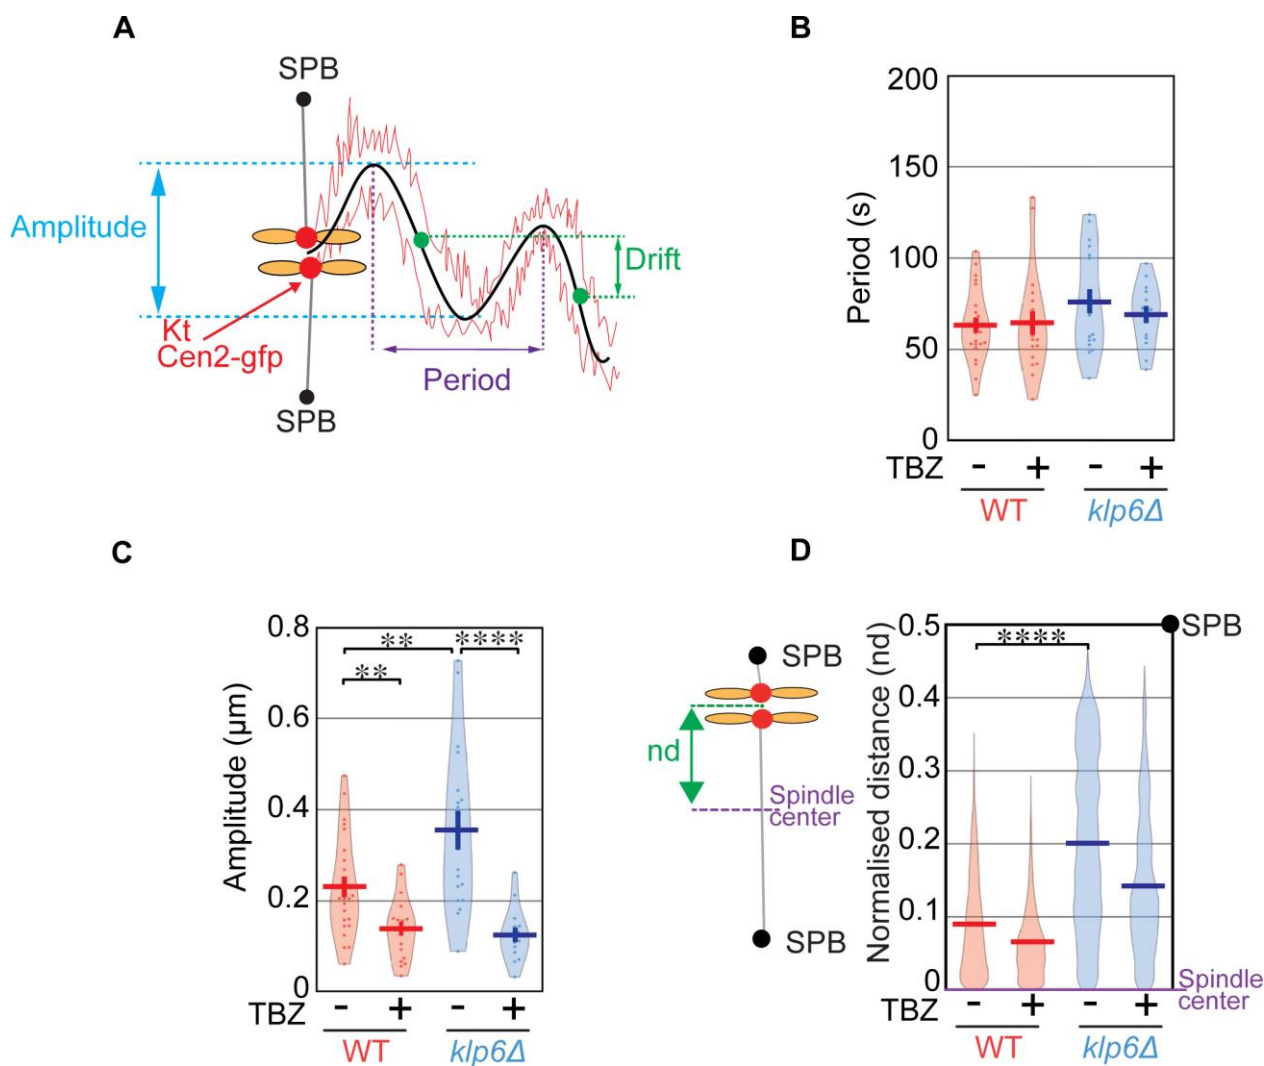 A
SPB
Amplitude
Drift
Kt
Cen2-gfp
Period
SPB
B
200
150
100
50
0
Period (s)
TBZ - + - +
WT klp6Δ
C
0.8
0.6
0.4
0.2
0
Amplitude (µm)
** ****
**
TBZ - + - +
WT klp6Δ
D
SPB
nd
Spindle
center
SPB
0.5
0.4
0.3
0.2
0.1
0
Normalised distance (nd)
****
SPB
Spindle
center
TBZ - + - +
WT klp6Δ